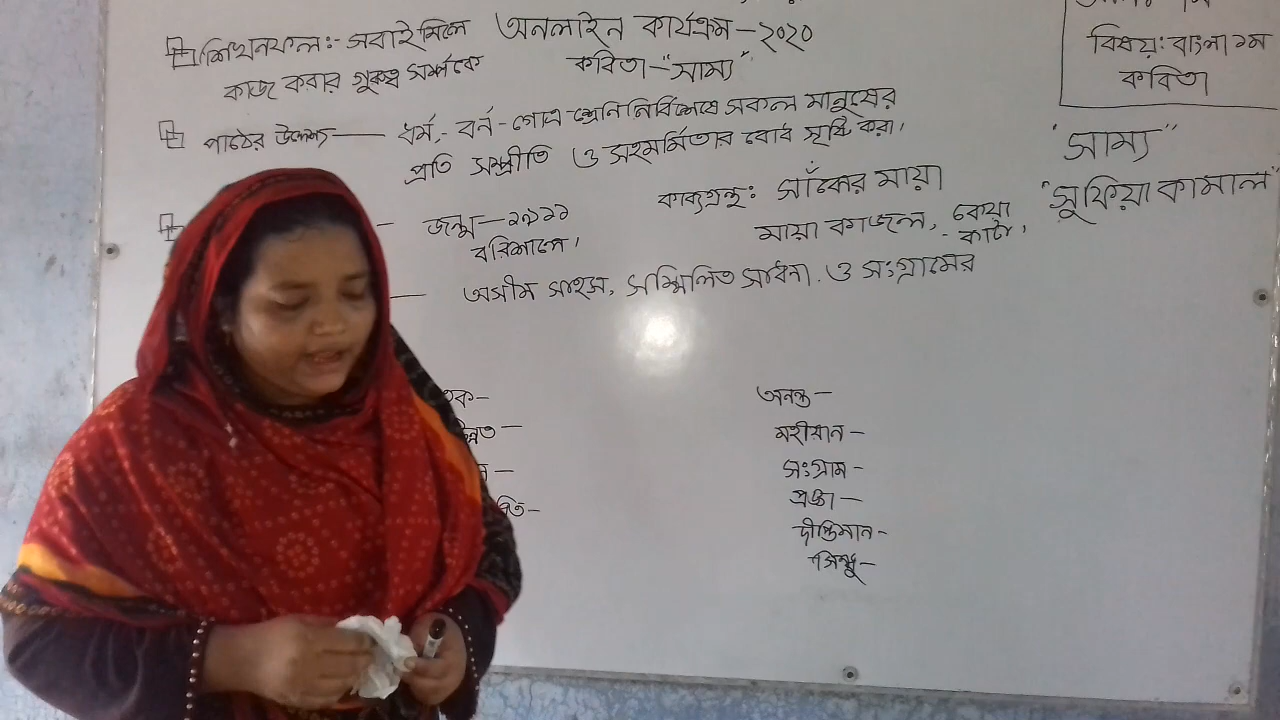 শিখনফল:- সবাই মিলে
কাজ করার গুরুত্ব সম্পর্কে
অনলাইন কার্যক্রম - ২০২০
কবিতা - "সাম্য"
পাঠের উদ্দেশ্য — ধর্ম, - বর্ন - গোত্র - শ্রেনি নির্বিশেষে সকল মানুষের
প্রতি সম্প্রীতি ও সহমর্মিতার বোধ সৃষ্টি করা।
জন্ম — ১৯১১
বরিশালে।
কাব্যগ্রন্থ: সাঁঝের মায়া
মায়া কাজল, কেয়া
কাটা।
অসীম সাহস, সম্মিলিত সাধনা ও সংগ্রামের
অনন্ত —
মহীয়ান —
সংগ্রাম —
প্রজ্ঞা —
দীপ্তিমান -
সিন্ধু —
বিষয়: বাংলা ১ম
কবিতা
"সাম্য"
"সুফিয়া কামাল"